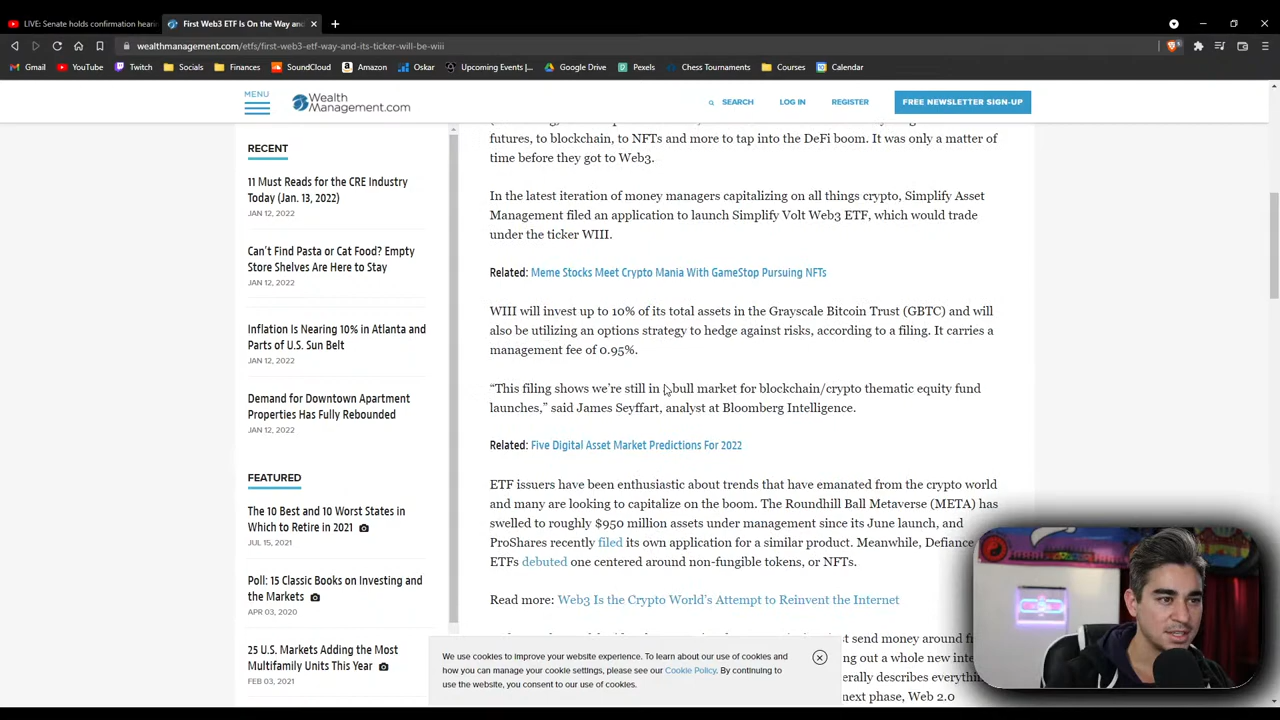 LIVE: Senate holds confirmation hearin
First Web3 ETF Is On the Way and
wealthmanagement.com/etfs/first-web3-etf-way-and-its-ticker-will-be-wiii
Gmail
YouTube
Twitch
Socials
Finances
SoundCloud
Amazon
Oskar
Upcoming Events |...
Google Drive
Pexels
Chess Tournaments
Courses
Calendar
MENU
Wealth
Management.com
SEARCH
LOG IN
REGISTER
FREE NEWSLETTER SIGN-UP
RECENT
11 Must Reads for the CRE Industry
Today (Jan. 13, 2022)
JAN 12, 2022
Can't Find Pasta or Cat Food? Empty
Store Shelves Are Here to Stay
JAN 12, 2022
Inflation Is Nearing 10% in Atlanta and
Parts of U.S. Sun Belt
JAN 12, 2022
Demand for Downtown Apartment
Properties Has Fully Rebounded
JAN 12, 2022
FEATURED
The 10 Best and 10 Worst States in
Which to Retire in 2021
JUL 15, 2021
Poll: 15 Classic Books on Investing and
the Markets
APR 03, 2020
25 U.S. Markets Adding the Most
Multifamily Units This Year
FEB 03, 2021
futures, to blockchain, to NFTs and more to tap into the DeFi boom. It was only a matter of
time before they got to Web3.
In the latest iteration of money managers capitalizing on all things crypto, Simplify Asset
Management filed an application to launch Simplify Volt Web3 ETF, which would trade
under the ticker WIII.
Related: Meme Stocks Meet Crypto Mania With GameStop Pursuing NFTs
WIII will invest up to 10% of its total assets in the Grayscale Bitcoin Trust (GBTC) and will
also be utilizing an options strategy to hedge against risks, according to a filing. It carries a
management fee of 0.95%.
“This filing shows we’re still in bull market for blockchain/crypto thematic equity fund
launches,” said James Seyffart, analyst at Bloomberg Intelligence.
Related: Five Digital Asset Market Predictions For 2022
ETF issuers have been enthusiastic about trends that have emanated from the crypto world
and many are looking to capitalize on the boom. The Roundhill Ball Metaverse (META) has
swelled to roughly $950 million assets under management since its June launch, and
ProShares recently filed its own application for a similar product. Meanwhile, Defiance
ETFs debuted one centered around non-fungible tokens, or NFTs.
Read more: Web3 Is the Crypto World’s Attempt to Reinvent the Internet
st send money around
ng out a whole new
erally describes
next phase, Web 2.0
We use cookies to improve your website experience. To learn about our use of cookies and
how you can manage your cookie settings, please see our Cookie Policy. By continuing to
use the website, you consent to our use of cookies.